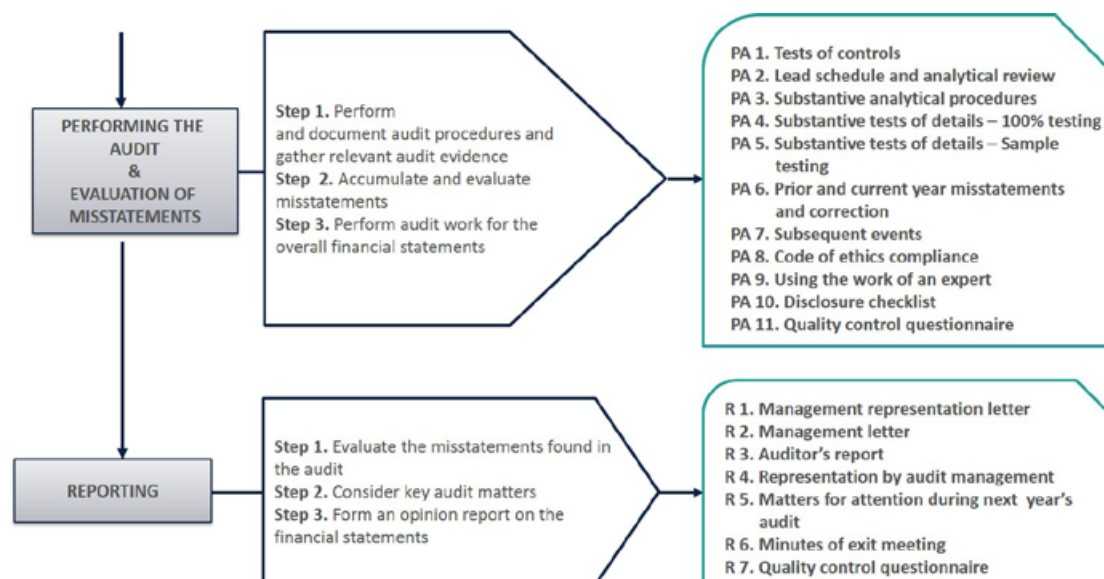 PERFORMING THE
AUDIT
&
EVALUATION OF
MISSTATEMENTS
Step 1. Perform
and document audit procedures and
gather relevant audit evidence
Step 2. Accumulate and evaluate
misstatements
Step 3. Perform audit work for the
overall financial statements
PA 1. Tests of controls
PA 2. Lead schedule and analytical review
PA 3. Substantive analytical procedures
PA 4. Substantive tests of details – 100% testing
PA 5. Substantive tests of details – Sample
testing
PA 6. Prior and current year misstatements
and correction
PA 7. Subsequent events
PA 8. Code of ethics compliance
PA 9. Using the work of an expert
PA 10. Disclosure checklist
PA 11. Quality control questionnaire
REPORTING
Step 1. Evaluate the misstatements found in
the audit
Step 2. Consider key audit matters
Step 3. Form an opinion report on the
financial statements
R 1. Management representation letter
R 2. Management letter
R 3. Auditor's report
R 4. Representation by audit management
R 5. Matters for attention during next year's
audit
R 6. Minutes of exit meeting
R 7. Quality control questionnaire